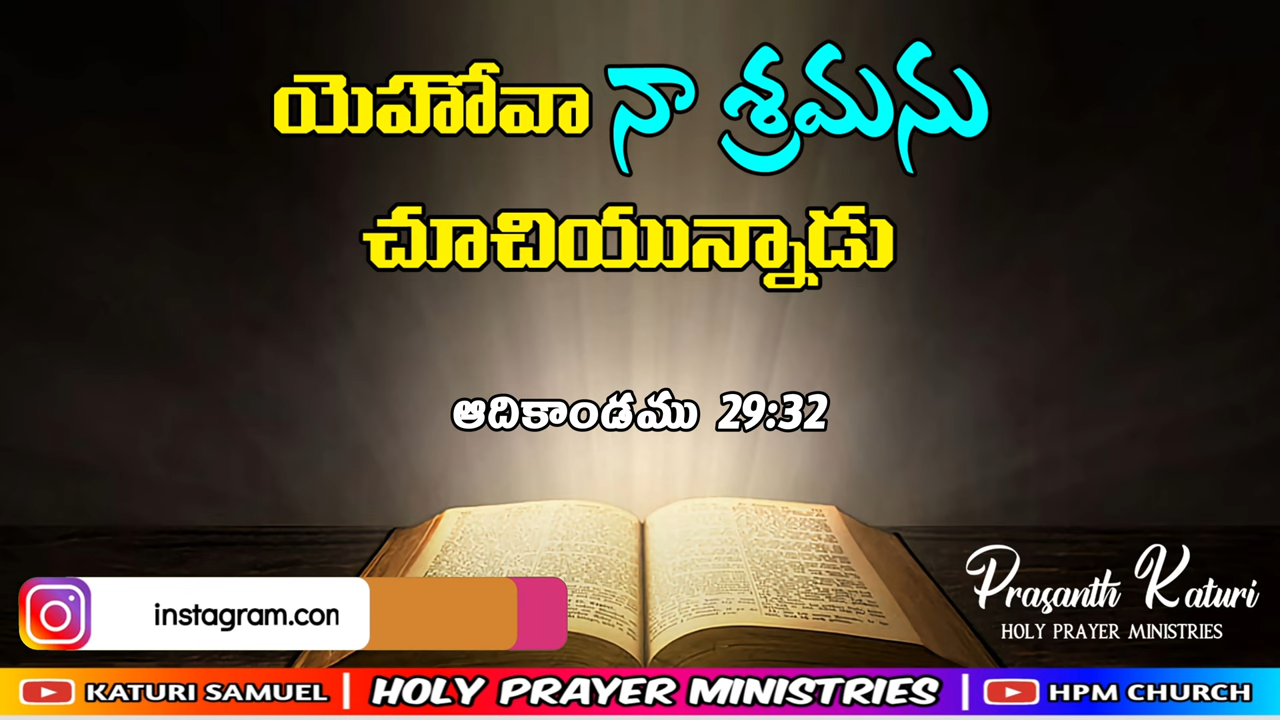 యెహోవా నా శ్రమను
చూచియున్నాడు
ఆదికాండము 29:32
instagram.con
Prasanth Katuri
HOLY PRAYER MINISTRIES
KATURI SAMUEL | HOLY PRAYER MINISTRIES | HPM CHURCH